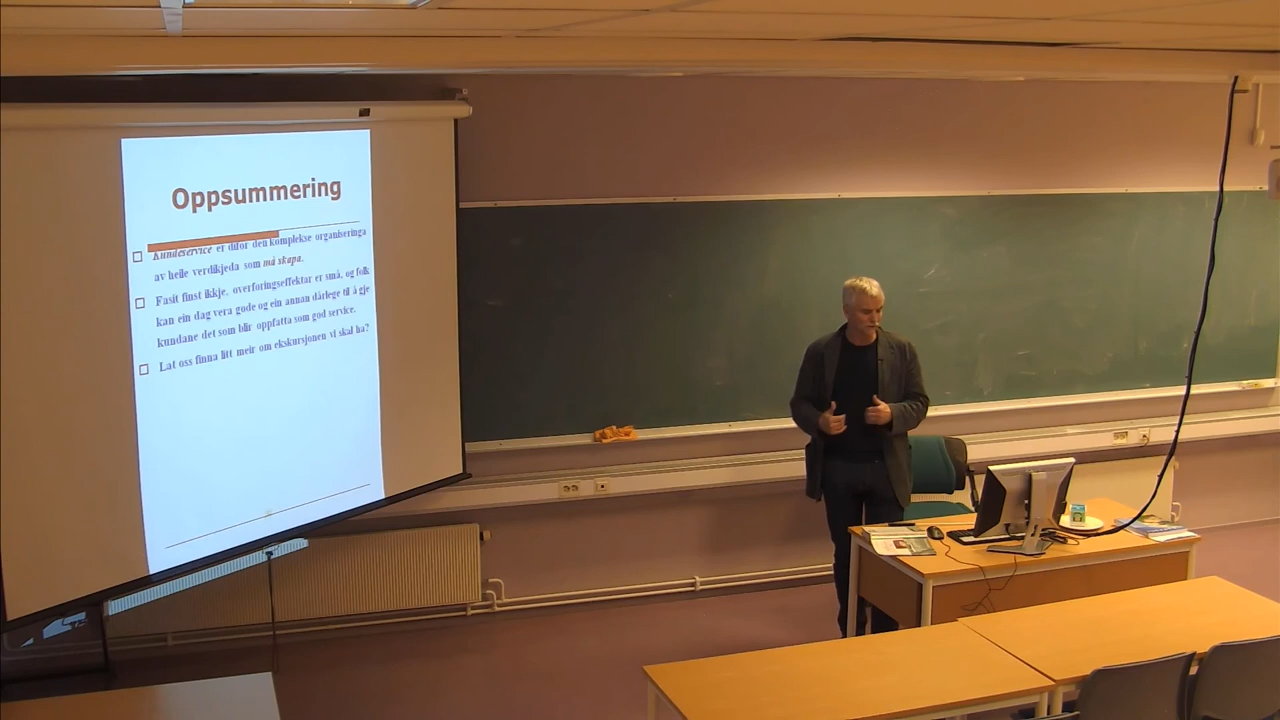 Oppsummering
Kundeservice er difor den komplekse organiseringa
av heile verdikjeda som må skapa.
Fasit finst ikkje, overføringseffektar er små, og folk
kan ein dag vera gode og ein annan dårlege til å gje
kundane det som blir oppfatta som god service.
Lat oss finna litt meir om ekskursjonen vi skal ha?